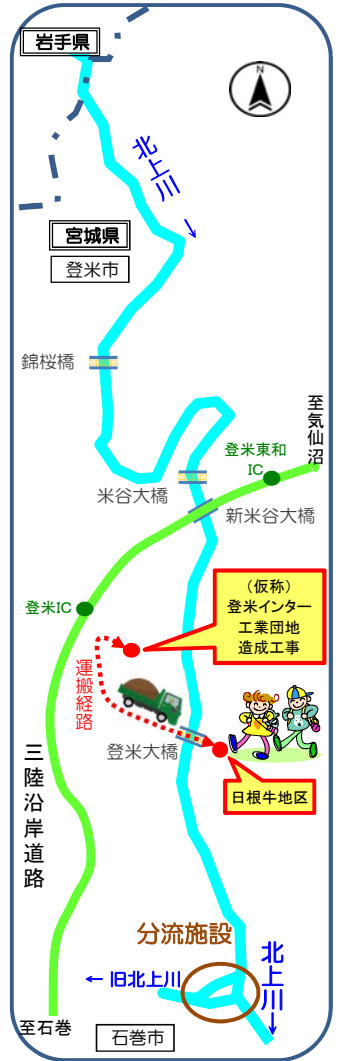 岩手県
N
北上川
↓
宮城県
登米市
錦桜橋
至気仙沼
登米東和
IC
米谷大橋
新米谷大橋
登米IC
（仮称）
登米インター
工業団地
造成工事
運搬経路
登米大橋
日根牛地区
三陸沿岸道路
分流施設
← 旧北上川
北上川
↓
至石巻
石巻市